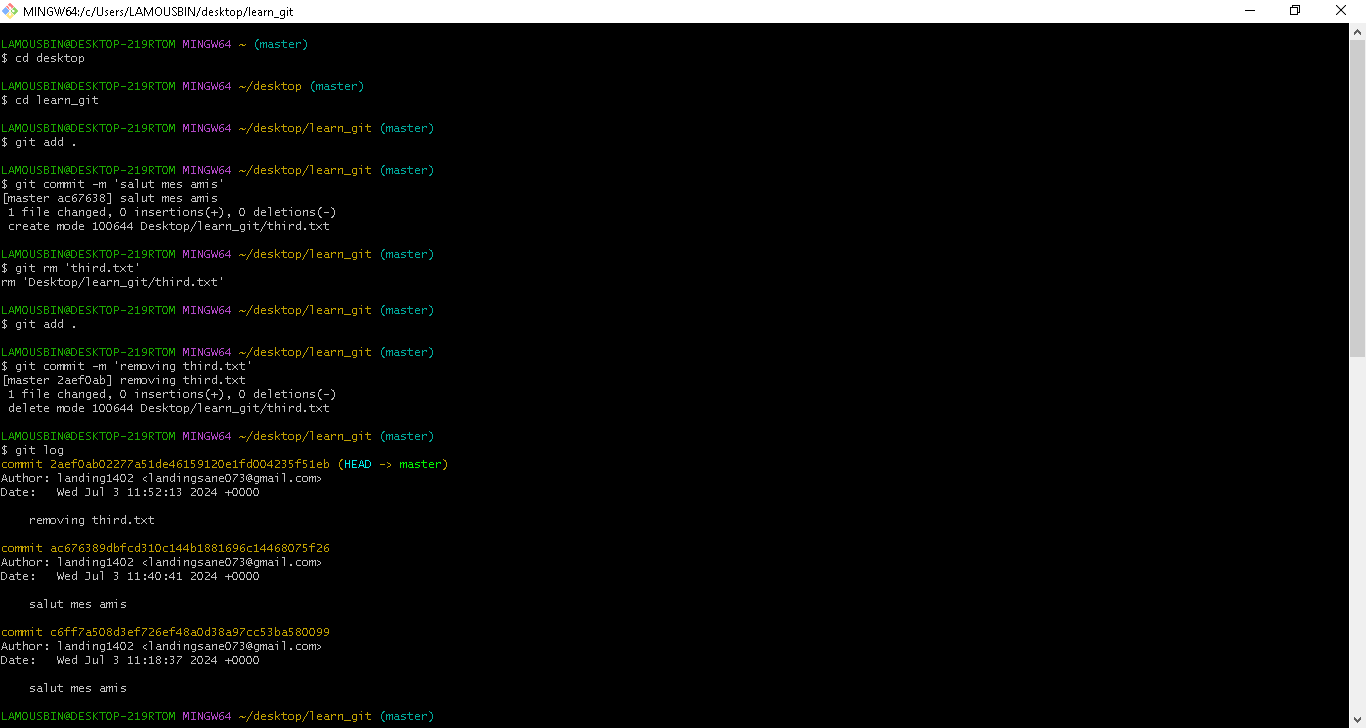 MINGW64:/c/Users/LAMOUSBIN/desktop/learn_git
LAMOUSBIN@DESKTOP-219RTOM MINGW64 ~ (master)
$ cd desktop
LAMOUSBIN@DESKTOP-219RTOM MINGW64 ~/desktop (master)
$ cd learn_git
LAMOUSBIN@DESKTOP-219RTOM MINGW64 ~/desktop/learn_git (master)
$ git add .
LAMOUSBIN@DESKTOP-219RTOM MINGW64 ~/desktop/learn_git (master)
$ git commit -m 'salut mes amis'
[master ac67638] salut mes amis
 1 file changed, 0 insertions(+), 0 deletions(-)
 create mode 100644 Desktop/learn_git/third.txt
LAMOUSBIN@DESKTOP-219RTOM MINGW64 ~/desktop/learn_git (master)
$ git rm 'third.txt'
rm 'Desktop/learn_git/third.txt'
LAMOUSBIN@DESKTOP-219RTOM MINGW64 ~/desktop/learn_git (master)
$ git add .
LAMOUSBIN@DESKTOP-219RTOM MINGW64 ~/desktop/learn_git (master)
$ git commit -m 'removing third.txt'
[master 2aef0ab] removing third.txt
 1 file changed, 0 insertions(+), 0 deletions(-)
 delete mode 100644 Desktop/learn_git/third.txt
LAMOUSBIN@DESKTOP-219RTOM MINGW64 ~/desktop/learn_git (master)
$ git log
commit 2aef0ab02277a51de46159120e1fd004235f51eb (HEAD -> master)
Author: landing1402 <landingsane073@gmail.com>
Date:   Wed Jul 3 11:52:13 2024 +0000
    removing third.txt
commit ac676389dbfcd310c144b1881696c14468075f26
Author: landing1402 <landingsane073@gmail.com>
Date:   Wed Jul 3 11:40:41 2024 +0000
    salut mes amis
commit c6ff7a508d3ef726ef48a0d38a97cc53ba580099
Author: landing1402 <landingsane073@gmail.com>
Date:   Wed Jul 3 11:18:37 2024 +0000
    salut mes amis
LAMOUSBIN@DESKTOP-219RTOM MINGW64 ~/desktop/learn_git (master)